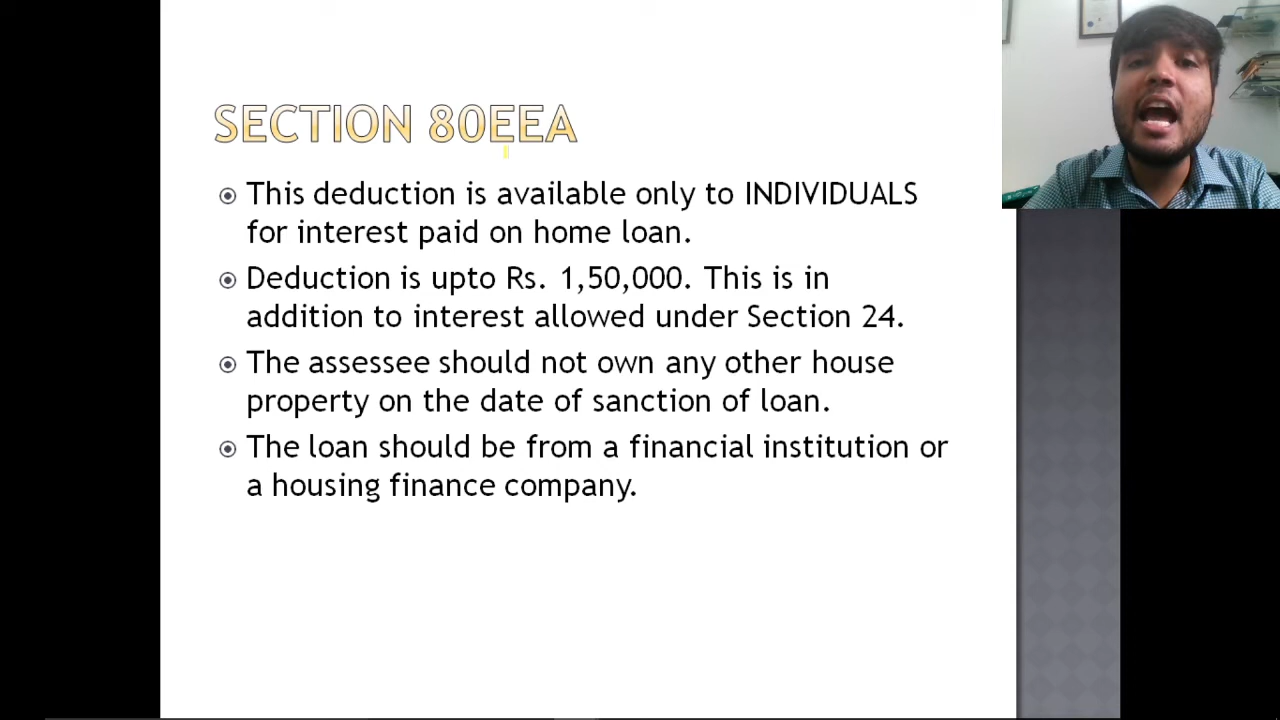 SECTION 80EEA
This deduction is available only to INDIVIDUALS
for interest paid on home loan.
Deduction is upto Rs. 1,50,000. This is in
addition to interest allowed under Section 24.
The assessee should not own any other house
property on the date of sanction of loan.
The loan should be from a financial institution or
a housing finance company.